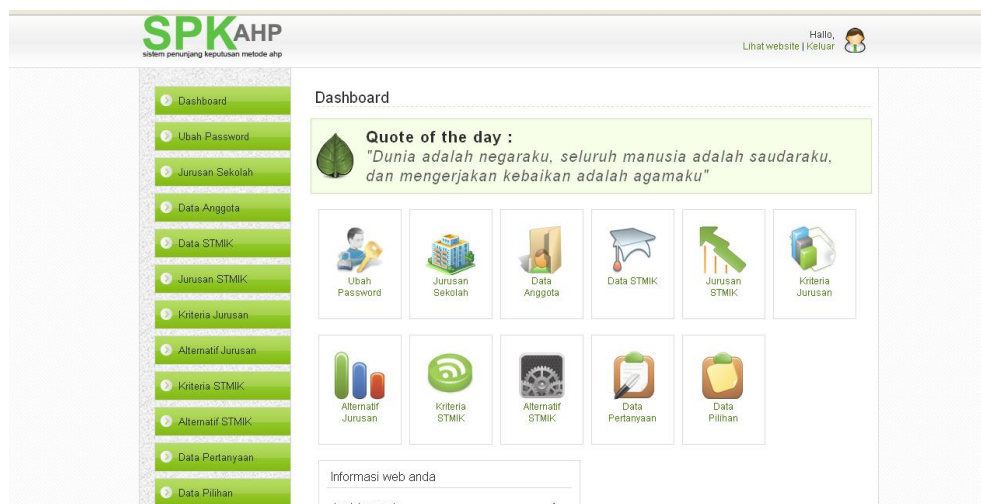 SPKAHP
sistem penunjang keputusan metode ahp
Hallo,
Lihat website | Keluar
Dashboard
Ubah Password
Jurusan Sekolah
Data Anggota
Data STMIK
Jurusan STMIK
Kriteria Jurusan
Alternatif Jurusan
Kriteria STMIK
Alternatif STMIK
Data Pertanyaan
Data Pilihan
Dashboard
Quote of the day :
"Dunia adalah negaraku, seluruh manusia adalah saudaraku,
dan mengerjakan kebaikan adalah agamaku"
Ubah
Password
Jurusan
Sekolah
Data
Anggota
Data STMIK
Jurusan
STMIK
Kriteria
Jurusan
Alternatif
Jurusan
Kriteria
STMIK
Alternatif
STMIK
Data
Pertanyaan
Data
Pilihan
Informasi web anda